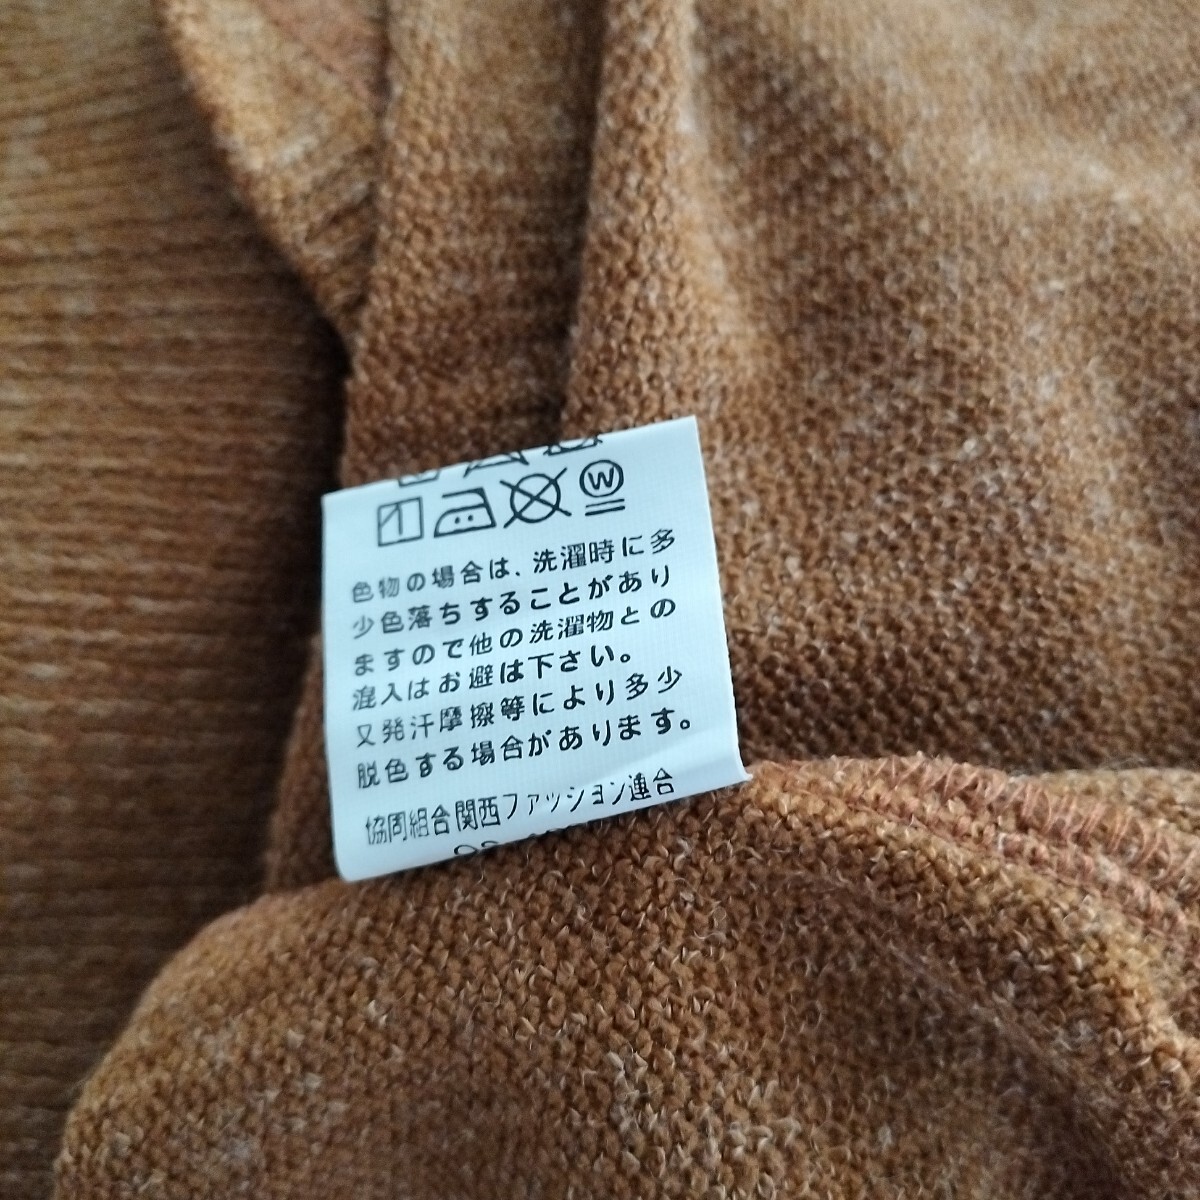 W
色物の場合は、洗濯時に多
少色落ちすることがあり
ますので他の洗濯物との
混入はお避け下さい。
又発汗摩擦等により多少
脱色する場合があります。
協同組合関西ファッション連合